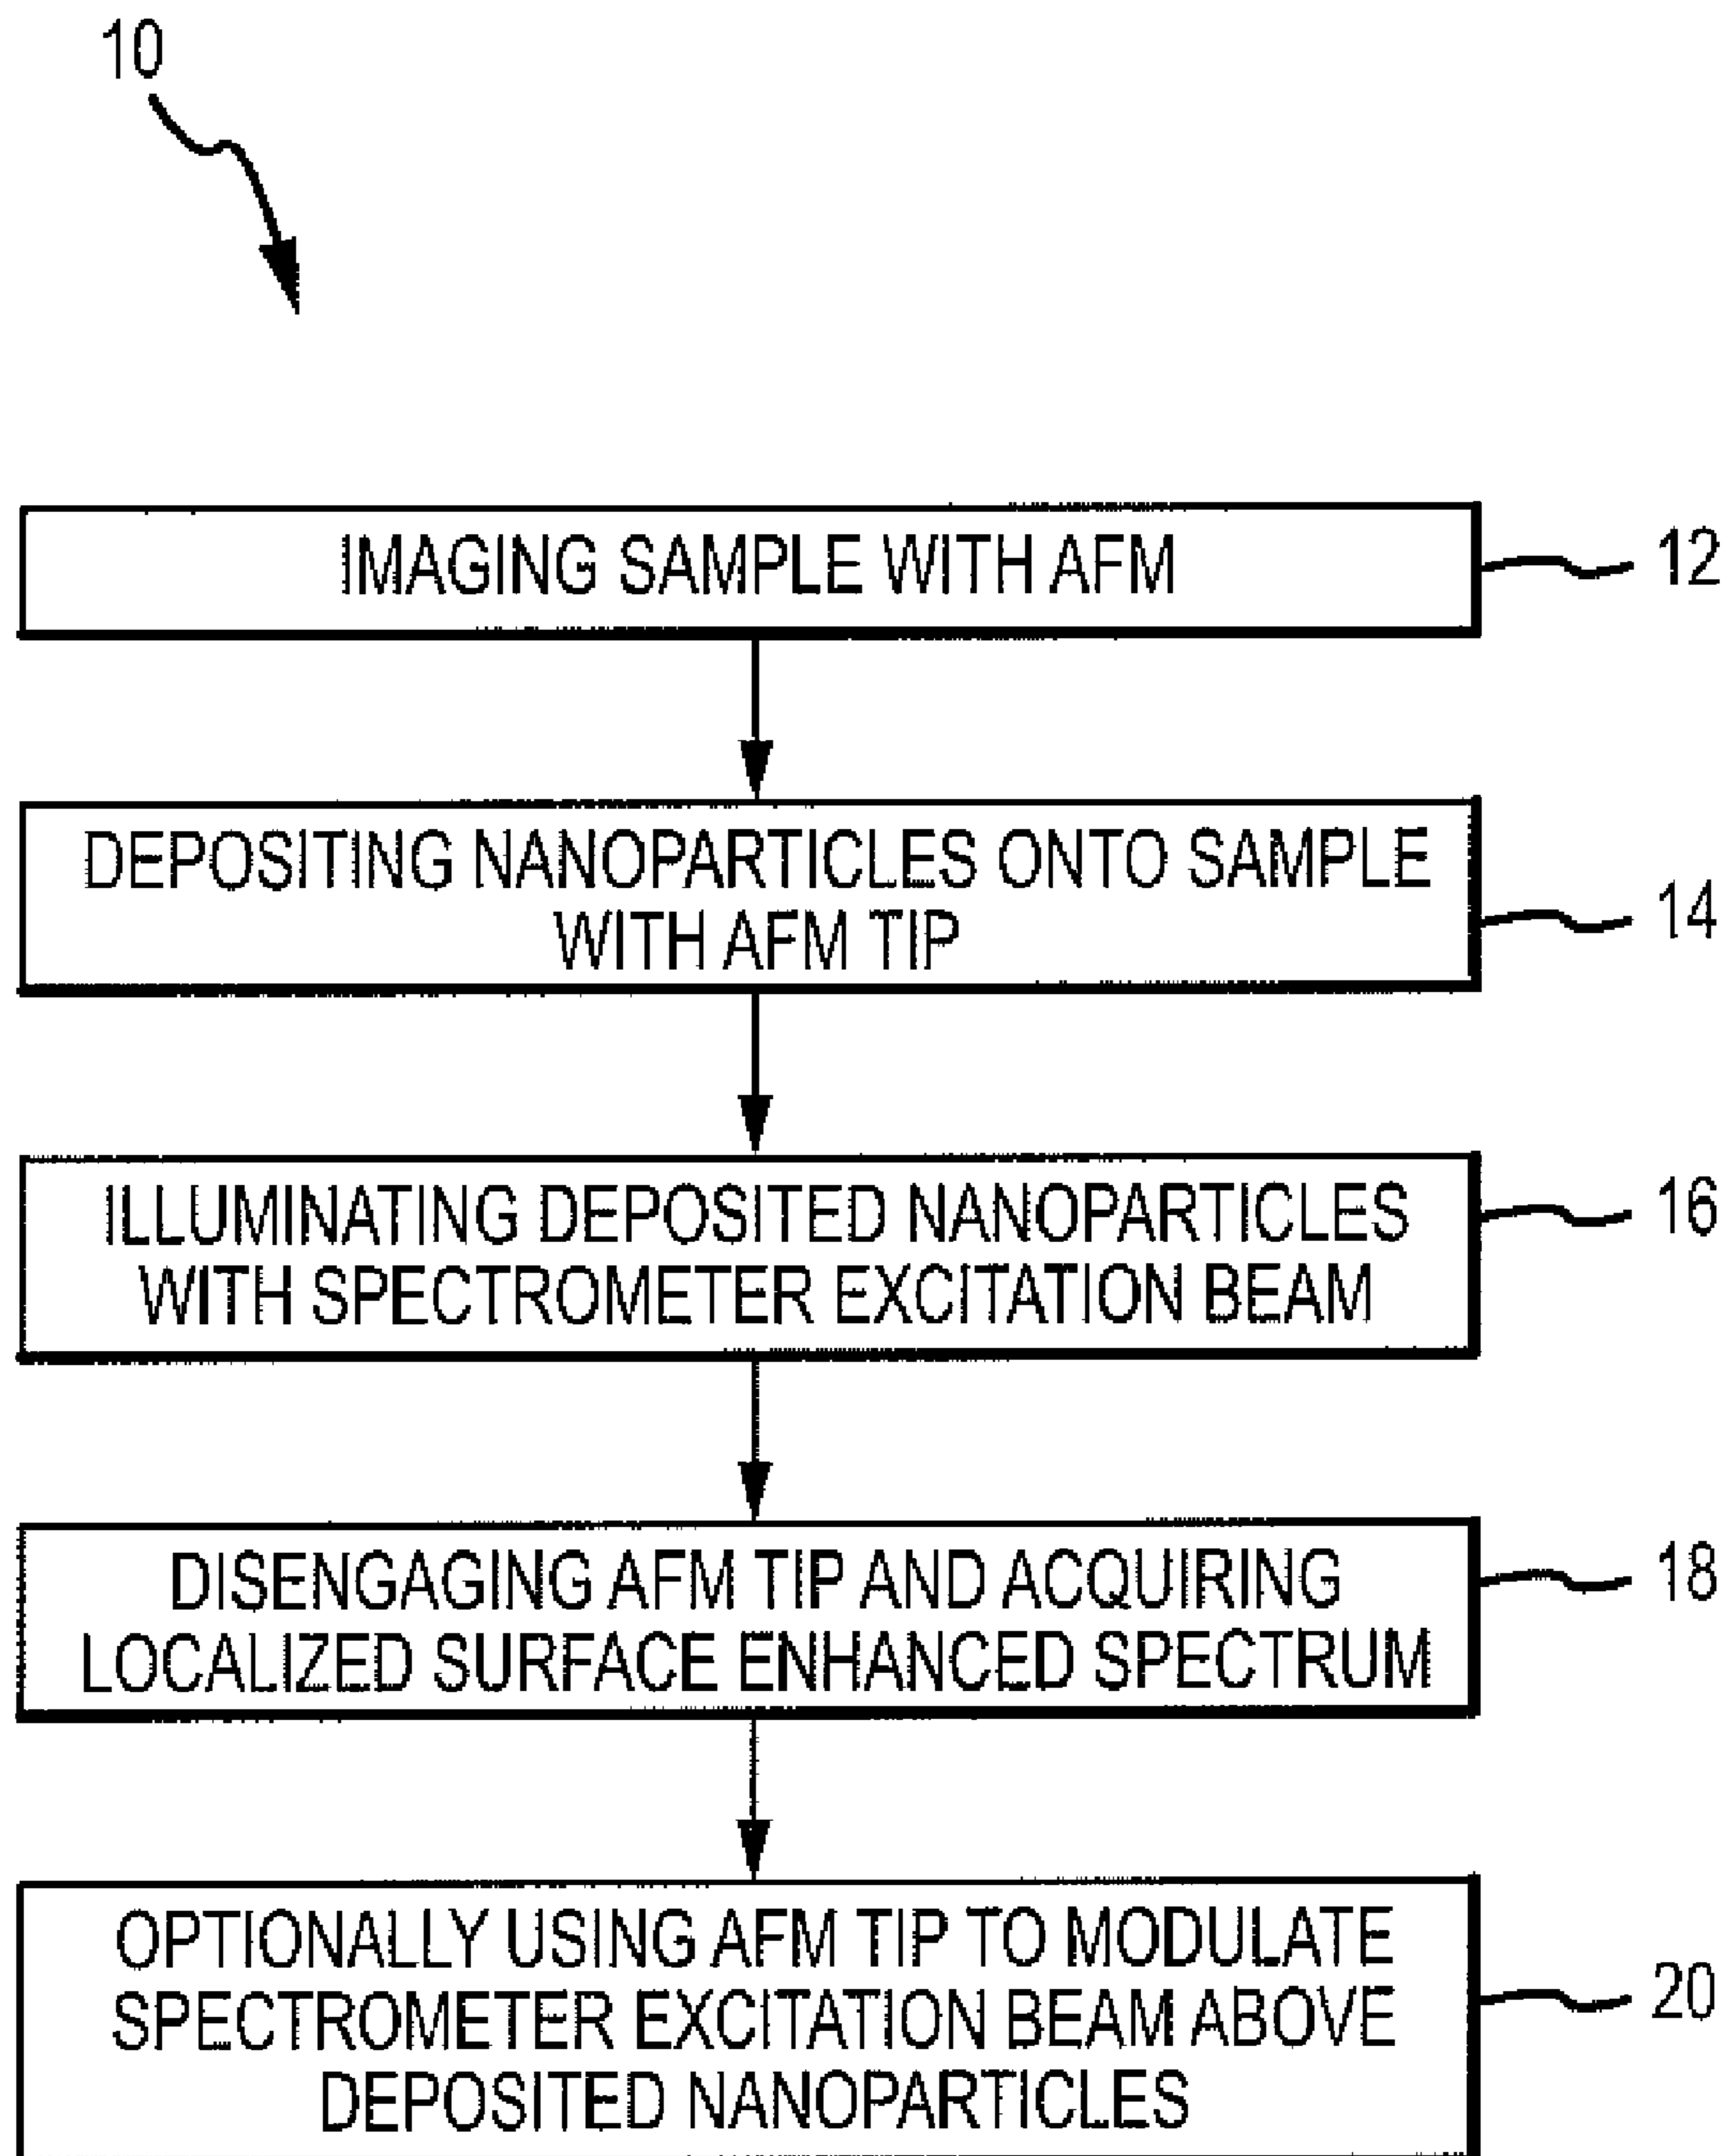 10
IMAGING SAMPLE WITH AFM
12
DEPOSITING NANOPARTICLES ONTO SAMPLE
WITH AFM TIP
14
ILLUMINATING DEPOSITED NANOPARTICLES
WITH SPECTROMETER EXCITATION BEAM
16
DISENGAGING AFM TIP AND ACQUIRING
LOCALIZED SURFACE ENHANCED SPECTRUM
18
OPTIONALLY USING AFM TIP TO MODULATE
SPECTROMETER EXCITATION BEAM ABOVE
DEPOSITED NANOPARTICLES
20